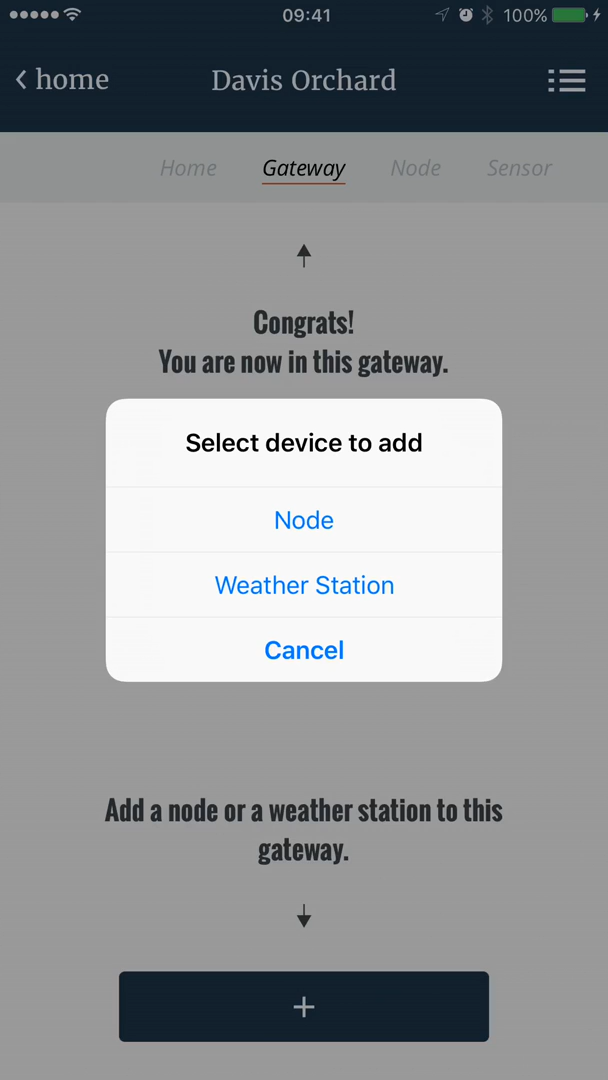 09:41
100%
home
Davis Orchard
Home
Gateway
Node
Sensor
Congrats!
You are now in this gateway.
Select device to add
Node
Weather Station
Cancel
Add a node or a weather station to this
gateway.
+